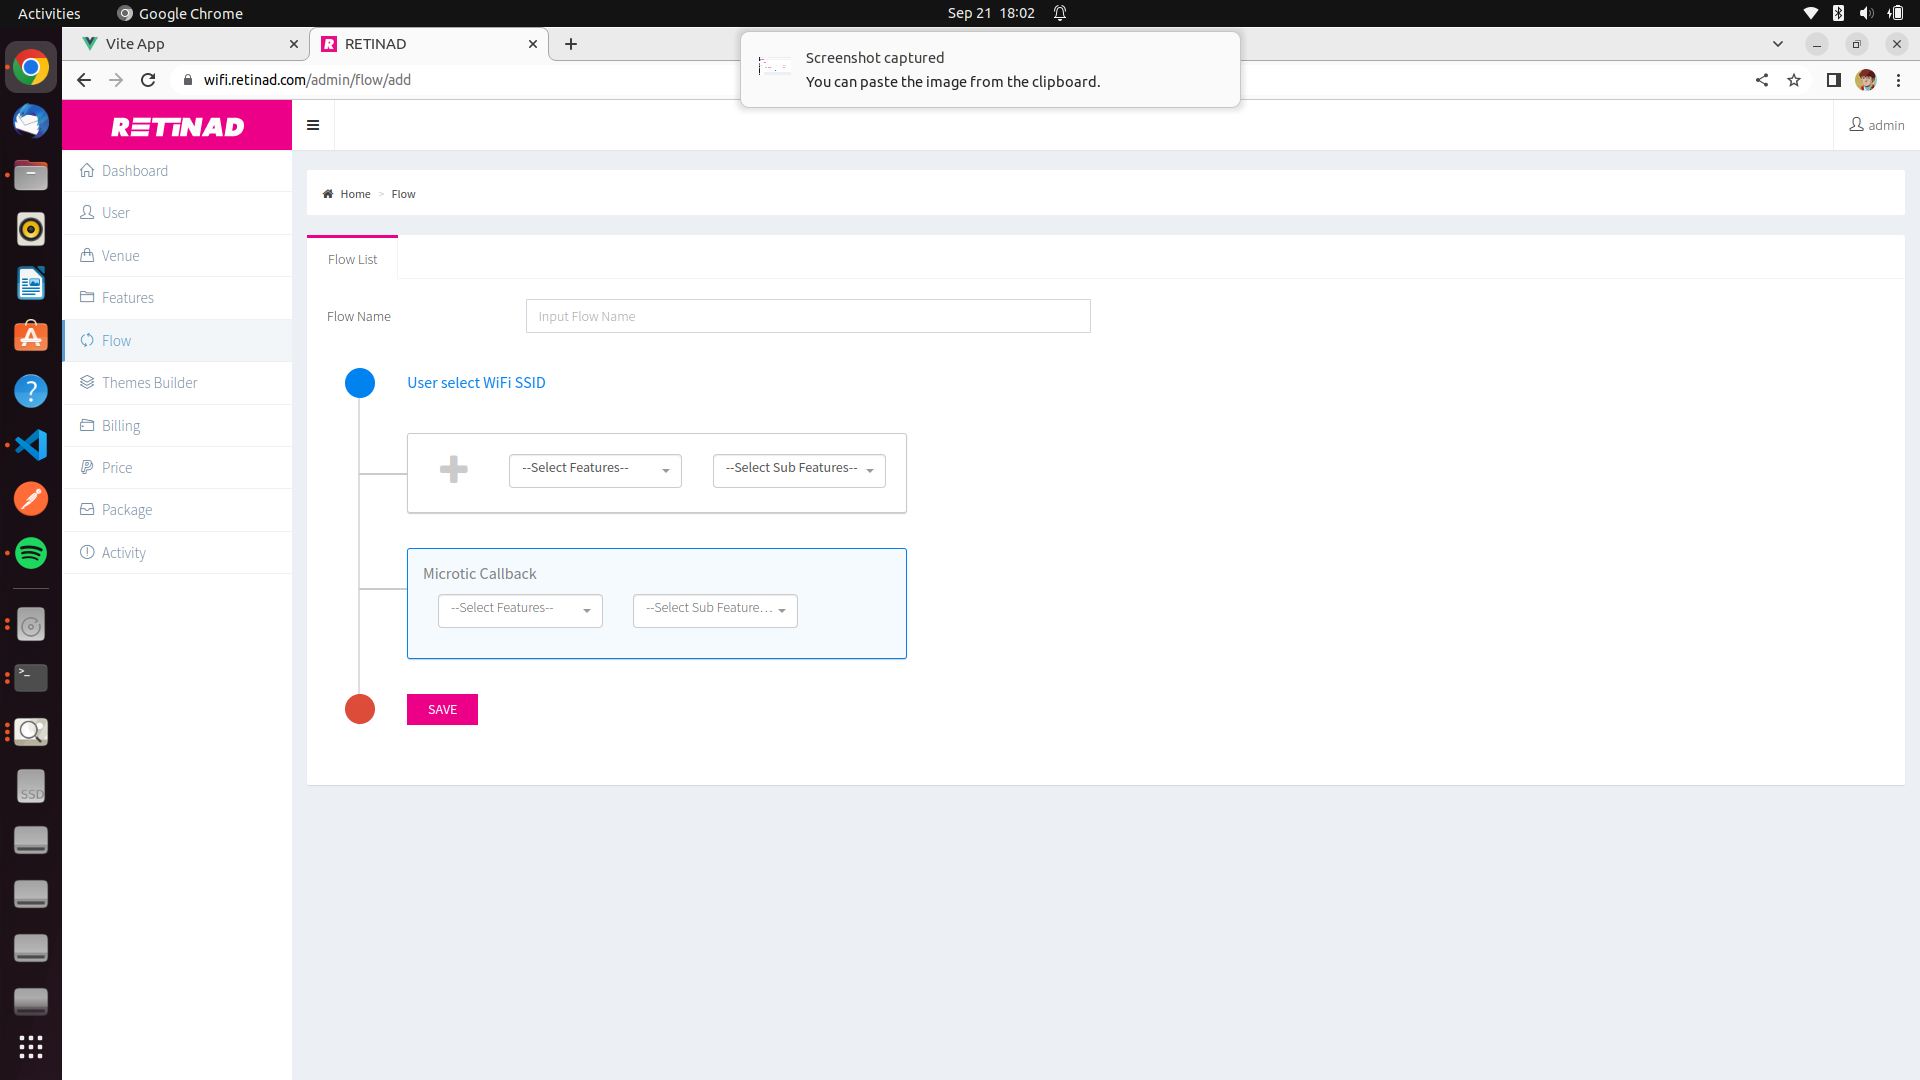 Activities Google Chrome Sep 21 18:02
Vite App RETINAD
Screenshot captured
You can paste the image from the clipboard.
wifi.retinad.com/admin/flow/add
RETINAD admin
Dashboard
User
Venue
Features
Flow
Themes Builder
Billing
Price
Package
Activity
Home > Flow
Flow List
Flow Name Input Flow Name
User select WiFi SSID
--Select Features-- --Select Sub Features--
Microtic Callback
--Select Features-- --Select Sub Feature...
SAVE
SSD